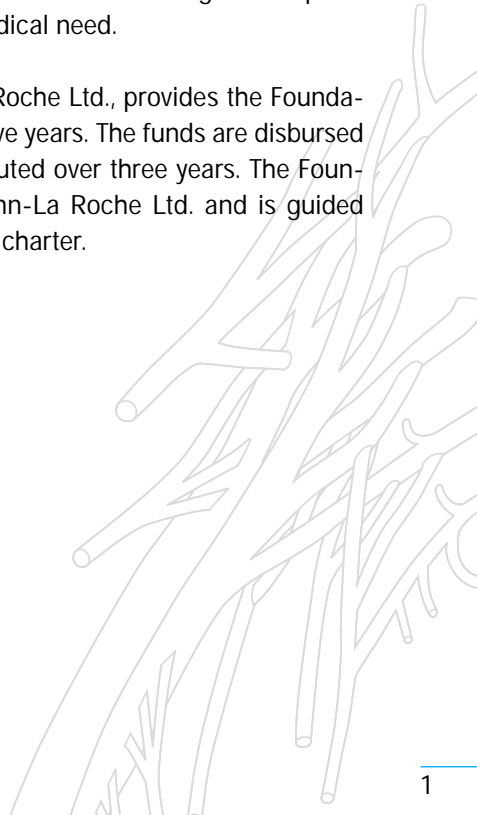 dical need.
Roche Ltd., provides the Founda-
ve years. The funds are disbursed
uted over three years. The Foun-
nn-La Roche Ltd. and is guided
charter.
1